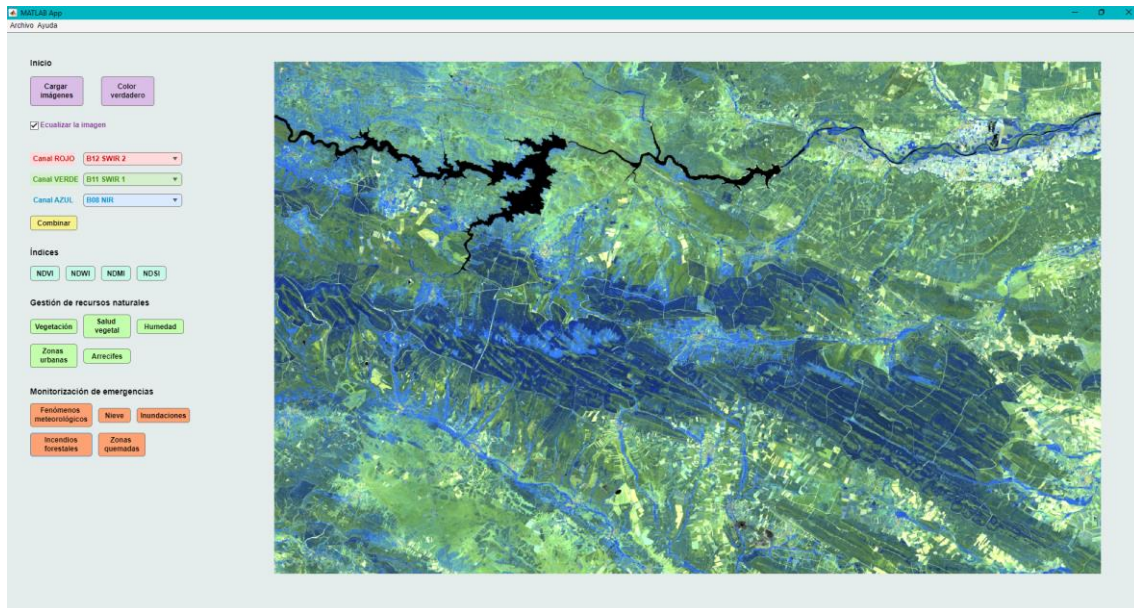 MATLAB App
Archivo Ayuda
Inicio
Cargar
imágenes
Color
verdadero
Ecualizar la imagen
Canal ROJO B12 SWIR 2
Canal VERDE B11 SWIR 1
Canal AZUL B08 NIR
Combinar
Índices
NDVI NDWI NDMI NDSI
Gestión de recursos naturales
Vegetación
Salud
vegetal
Humedad
Zonas
urbanas
Arrecifes
Monitorización de emergencias
Fenómenos
meteorológicos
Nieve
Inundaciones
Incendios
forestales
Zonas
quemadas